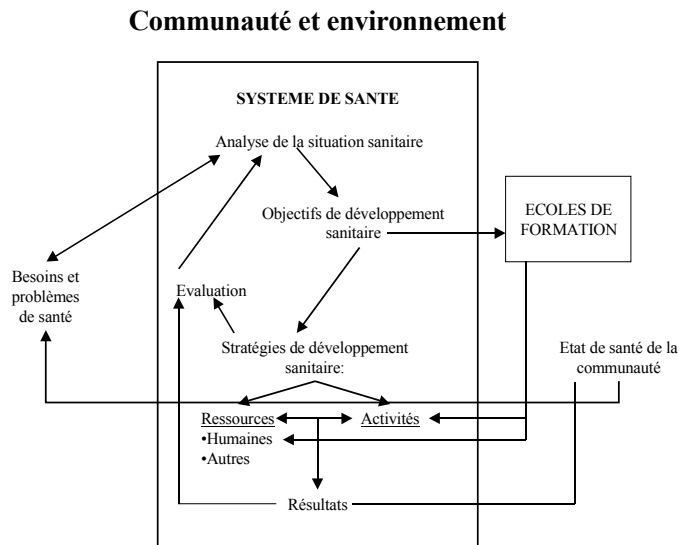 Communauté et environnement
SYSTEME DE SANTE
Analyse de la situation sanitaire
Objectifs de développement
sanitaire
ECOLES DE
FORMATION
Besoins et
problèmes
de santé
Evaluation
Stratégies de développement
sanitaire:
Etat de santé de la
communauté
Ressources
•Humaines
•Autres
Activités
Résultats